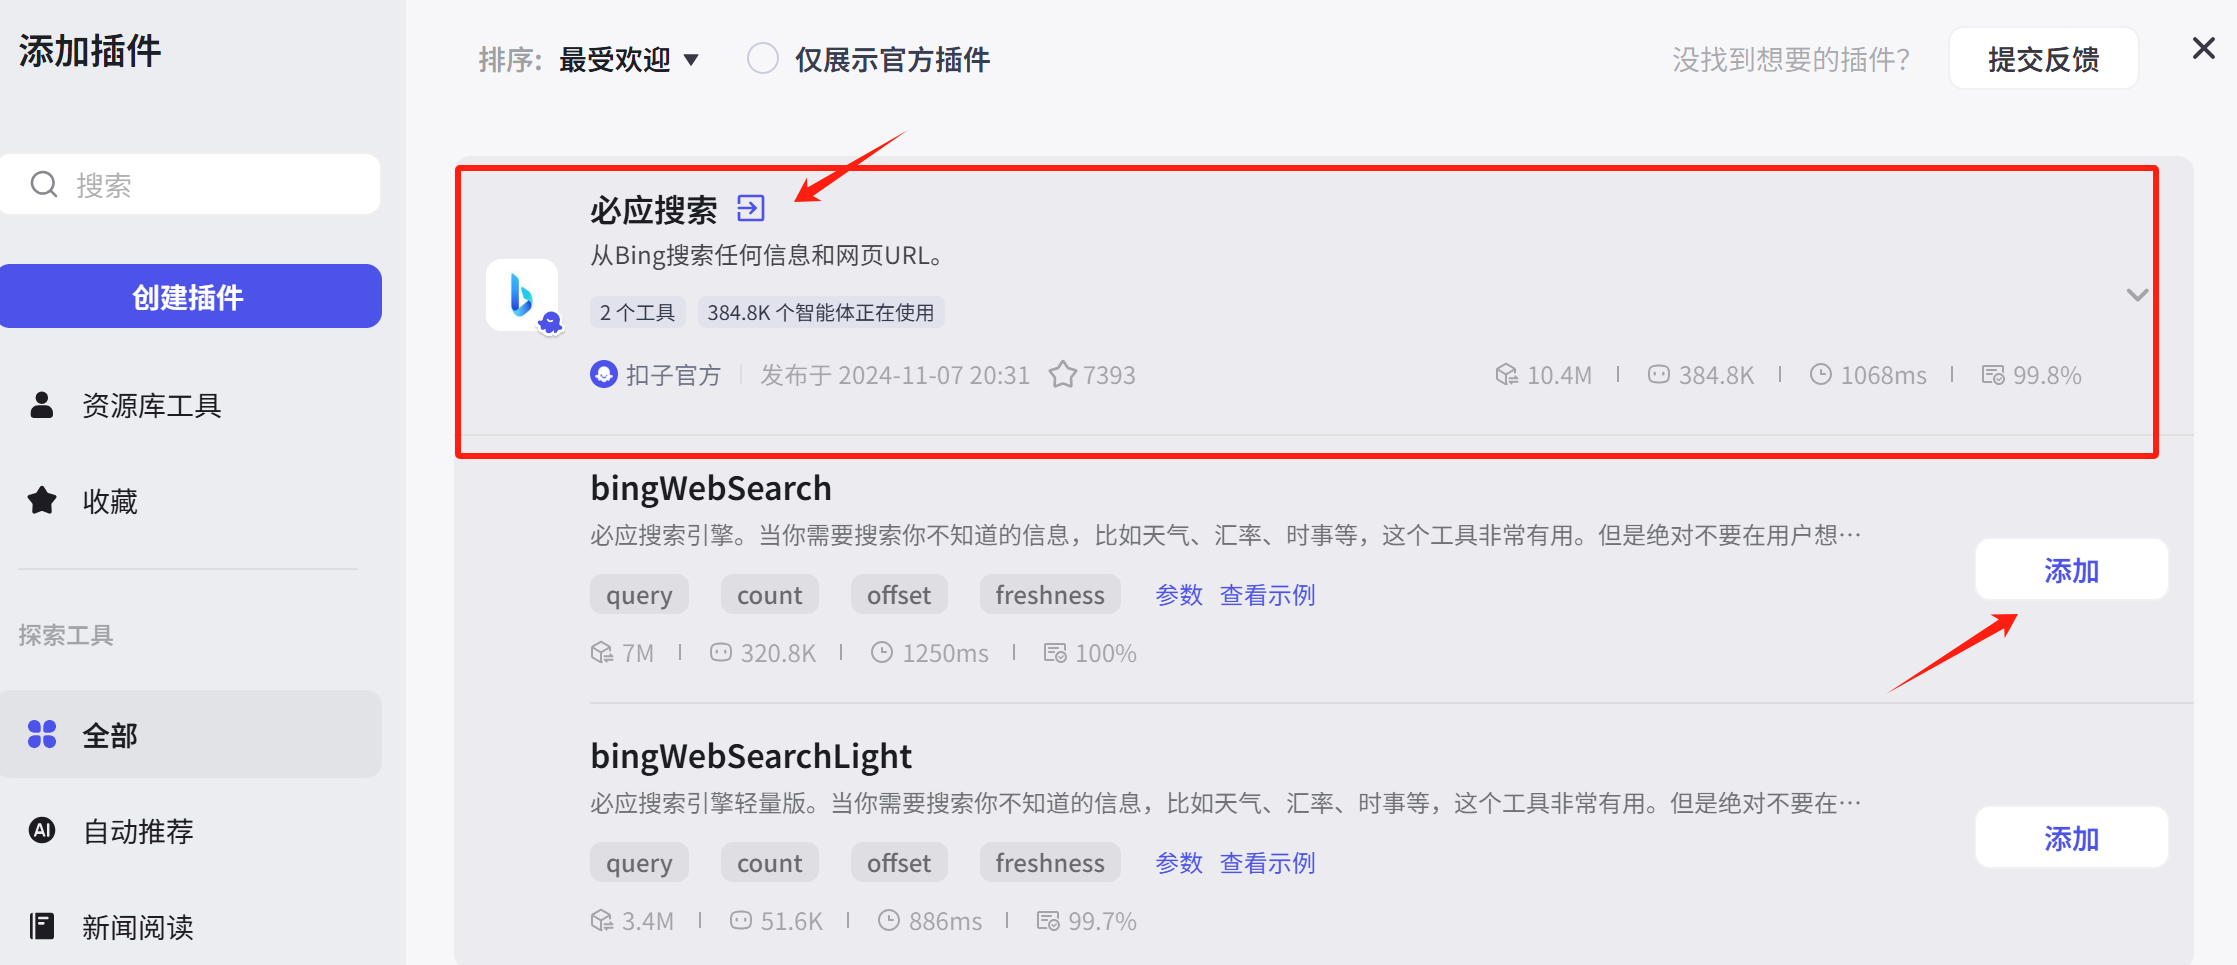 添加插件
排序: 最受欢迎 仅展示官方插件 没找到想要的插件? 提交反馈
搜索
创建插件
资源库工具
收藏
探索工具
全部
AI 自动推荐
新闻阅读
必应搜索
从Bing搜索任何信息和网页URL。
2 个工具 384.8K 个智能体正在使用
扣子官方 发布于 2024-11-07 20:31 7393 10.4M 384.8K 1068ms 99.8%
bingWebSearch
必应搜索引擎。当你需要搜索你不知道的信息，比如天气、汇率、时事等，这个工具非常有用。但是绝对不要在用户想…
添加
query count offset freshness 参数 查看示例
7M 320.8K 1250ms 100%
bingWebSearchLight
必应搜索引擎轻量版。当你需要搜索你不知道的信息，比如天气、汇率、时事等，这个工具非常有用。但是绝对不要在…
添加
query count offset freshness 参数 查看示例
3.4M 51.6K 886ms 99.7%